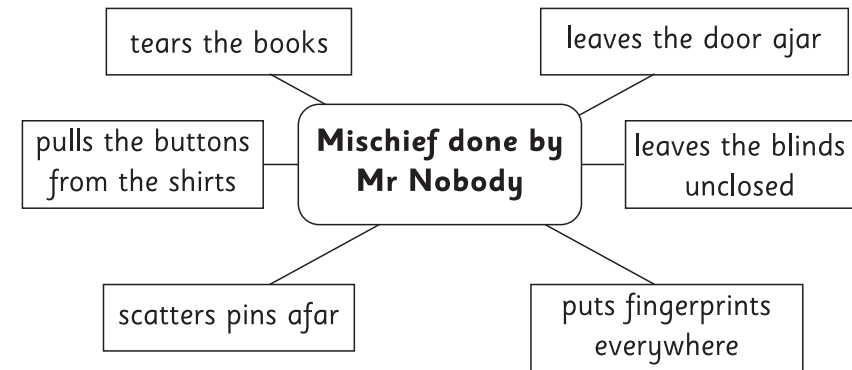 tears the books
leaves the door ajar
pulls the buttons
from the shirts
Mischief done by
Mr Nobody
leaves the blinds
unclosed
scatters pins afar
puts fingerprints
everywhere